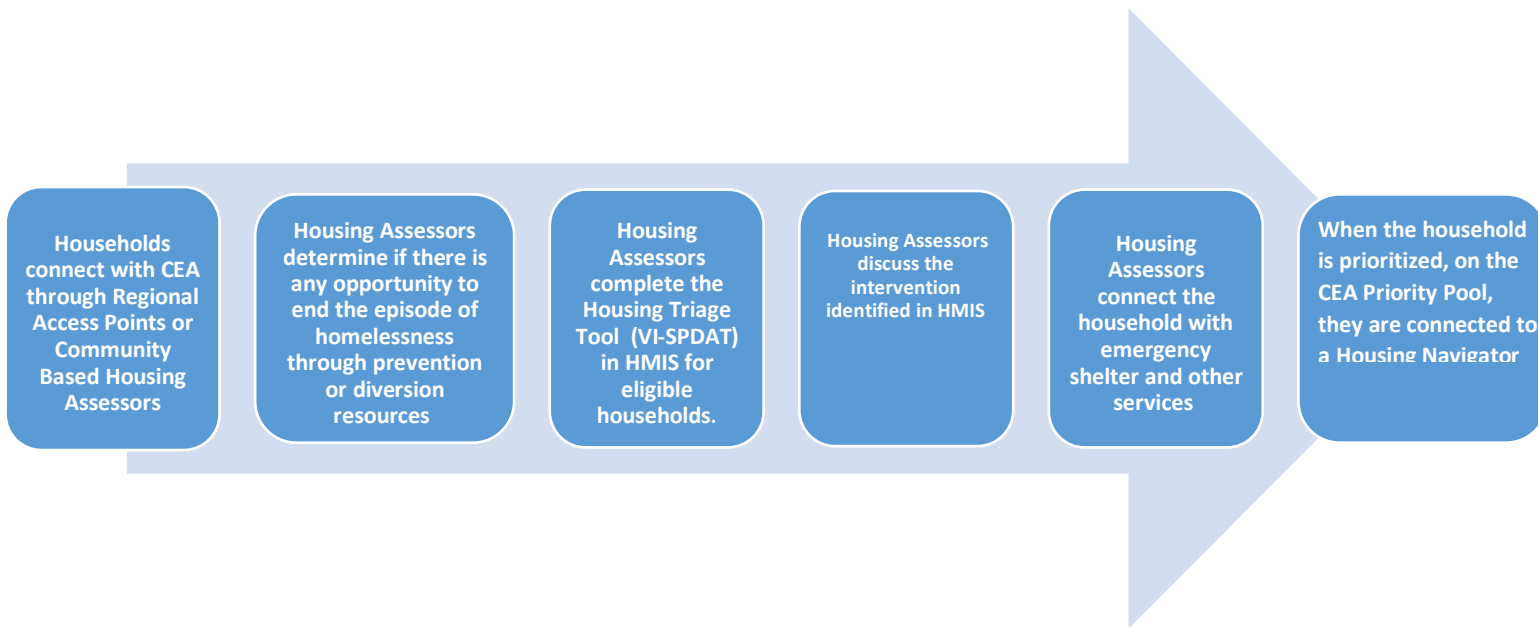 Households
connect with CEA
through Regional
Access Points or
Community
Based Housing
Assessors
Housing Assessors
determine if there is
any opportunity to
end the episode of
homelessness
through prevention
or diversion
resources
Housing
Assessors
complete the
Housing Triage
Tool (VI-SPDAT)
in HMIS for
eligible
households.
Housing Assessors
discuss the
intervention
identified in HMIS
Housing
Assessors
connect the
household with
emergency
shelter and other
services
When the household
is prioritized, on the
CEA Priority Pool,
they are connected to
a Housing Navigator